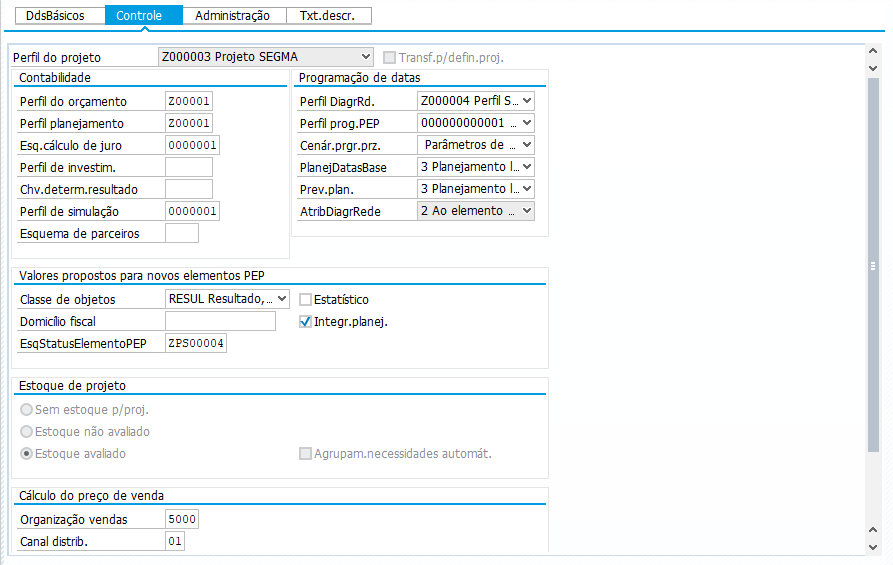 DdsBásicos Controle Administração Txt.descr.
Perfil do projeto Z000003 Projeto SEGMA Transf.p/defin.proj.
Contabilidade
Perfil do orçamento Z00001
Perfil planejamento Z00001
Esq.cálculo de juro 0000001
Perfil de investim.
Chv.determ.resultado
Perfil de simulação 0000001
Esquema de parceiros
Programação de datas
Perfil DiagrRd. Z000004 Perfil S...
Perfil prog.PEP 000000000001 ...
Cenár.prgr.prz. Parâmetros de ...
PlanejDatasBase 3 Planejamento l...
Prev.plan. 3 Planejamento l...
AtribDiagrRede 2 Ao elemento ...
Valores propostos para novos elementos PEP
Classe de objetos RESUL Resultado,... Estatístico
Domicílio fiscal Integr.planej.
EsqStatusElementoPEP ZPS00004
Estoque de projeto
Sem estoque p/proj.
Estoque não avaliado
Estoque avaliado Agrupam.necessidades automát.
Cálculo do preço de venda
Organização vendas 5000
Canal distrib. 01